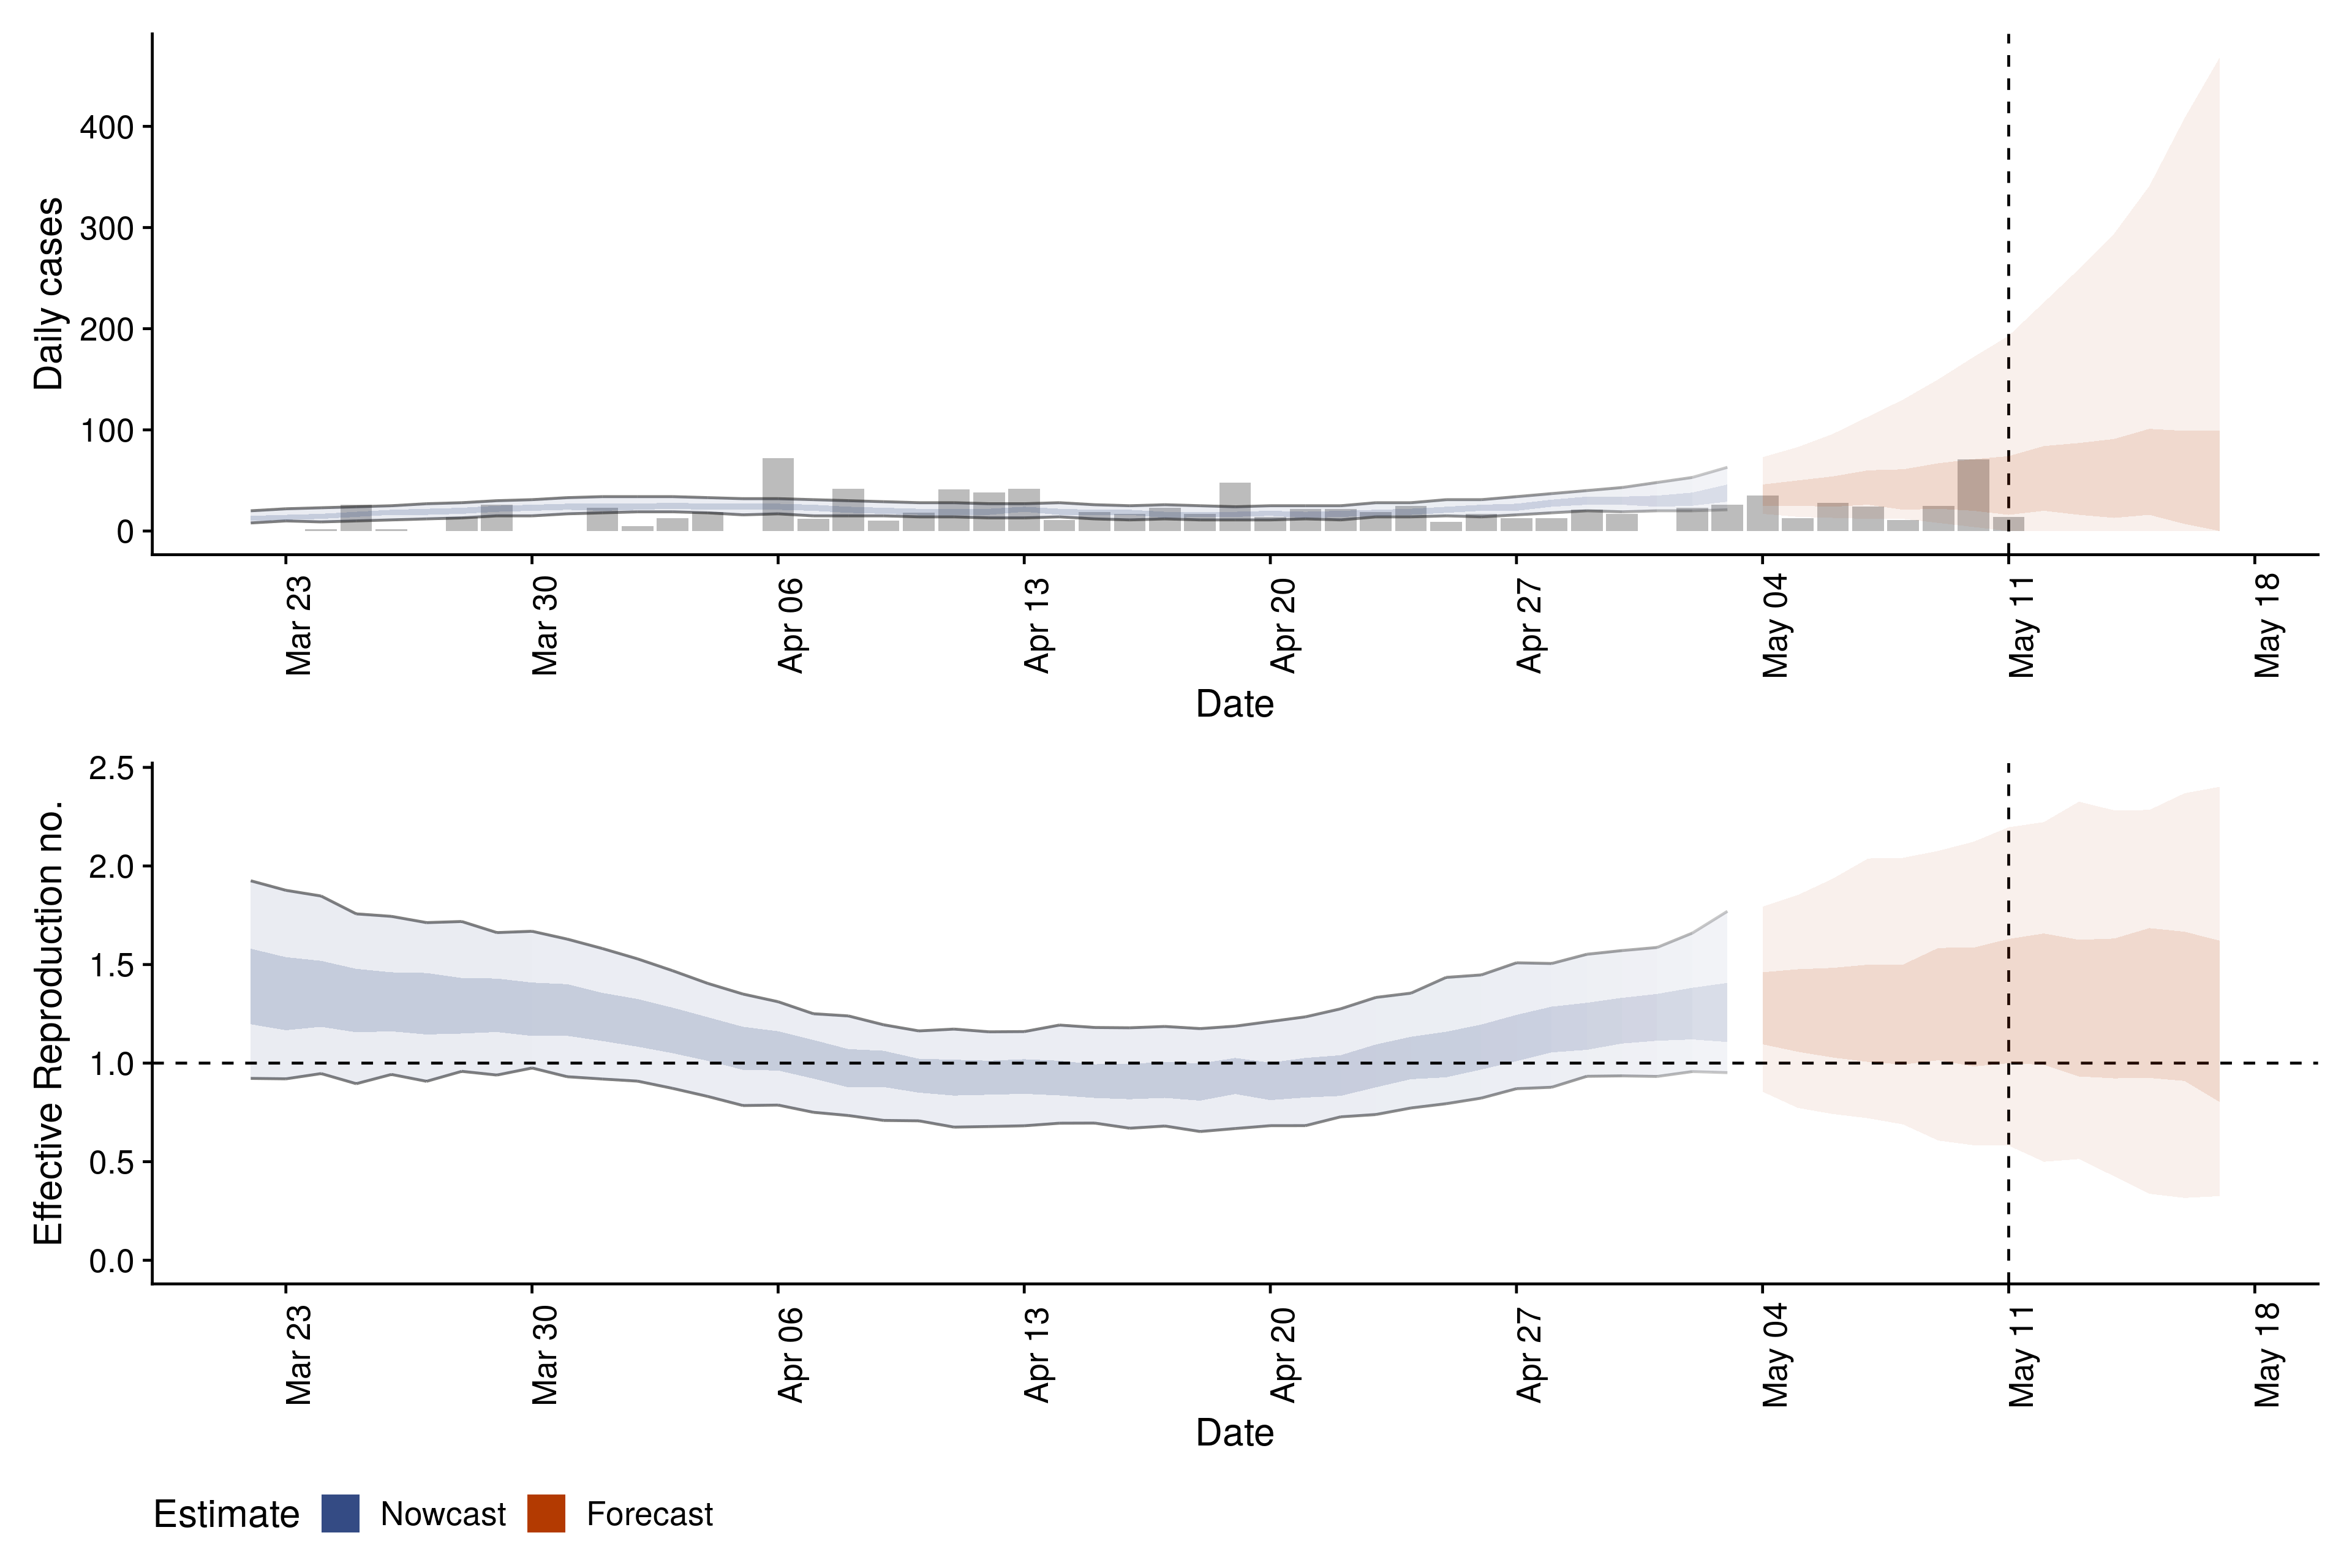 Daily cases
400
300
200
100
0
Mar 23
Mar 30
Apr 06
Apr 13
Apr 20
Apr 27
May 04
May 11
May 18
Date
Effective Reproduction no.
2.5
2.0
1.5
1.0
0.5
0.0
Mar 23
Mar 30
Apr 06
Apr 13
Apr 20
Apr 27
May 04
May 11
May 18
Date
Estimate Nowcast Forecast